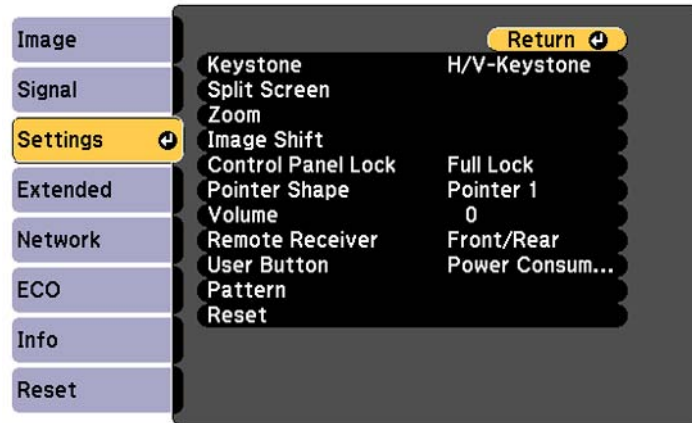 Image
Signal
Settings
Extended
Network
ECO
Info
Reset
Return
Keystone H/V-Keystone
Split Screen
Zoom
Image Shift
Control Panel Lock Full Lock
Pointer Shape Pointer 1
Volume 0
Remote Receiver Front/Rear
User Button Power Consum...
Pattern
Reset